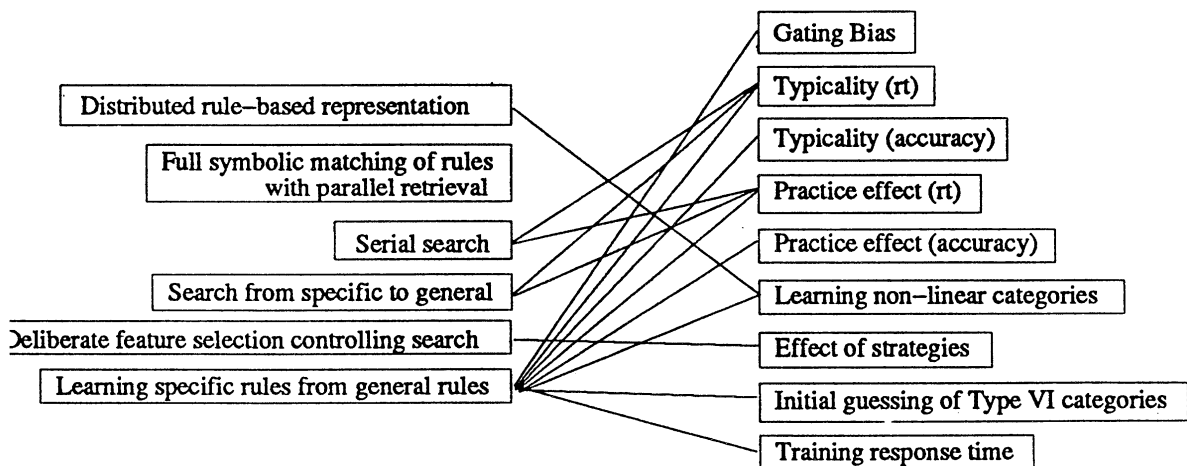 Distributed rule–based representation
Full symbolic matching of rules
with parallel retrieval
Serial search
Search from specific to general
Deliberate feature selection controlling search
Learning specific rules from general rules
Gating Bias
Typicality (rt)
Typicality (accuracy)
Practice effect (rt)
Practice effect (accuracy)
Learning non–linear categories
Effect of strategies
Initial guessing of Type VI categories
Training response time